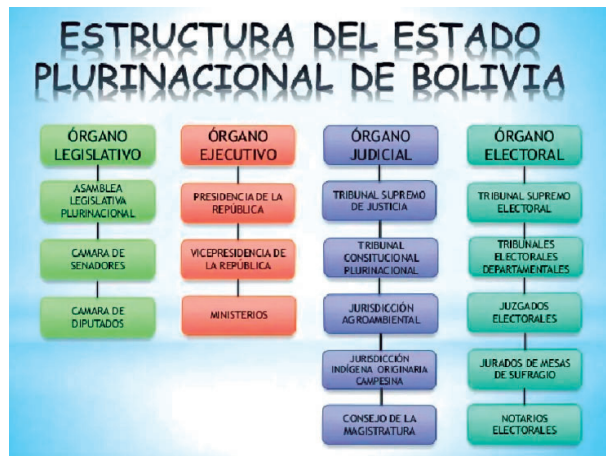 ESTRUCTURA DEL ESTADO
PLURINACIONAL DE BOLIVIA
ÓRGANO
LEGISLATIVO
ASAMBLEA
LEGISLATIVA
PLURINACIONAL
CAMARA DE
SENADORES
CAMARA DE
DIPUTADOS
ÓRGANO
EJECUTIVO
PRESIDENCIA DE LA
REPÚBLICA
VICEPRESIDENCIA DE
LA REPÚBLICA
MINISTERIOS
ÓRGANO
JUDICIAL
TRIBUNAL SUPREMO
DE JUSTICIA
TRIBUNAL
CONSITUCIONAL
PLURINACIONAL
JURISDICCIÓN
AGROAMBIENTAL
JURISDICCIÓN
INDÍGENA ORIGINARIA
CAMPESINA
CONSEJO DE LA
MAGISTRATURA
ÓRGANO
ELECTORAL
TRIBUNAL SUPREMO
ELECTORAL
TRIBUNALES
ELECTORALES
DEPARTAMENTALES
JUZGADOS
ELECTORALES
JURADOS DE MESAS
DE SUFRAGIO
NOTARIOS
ELECTORALES